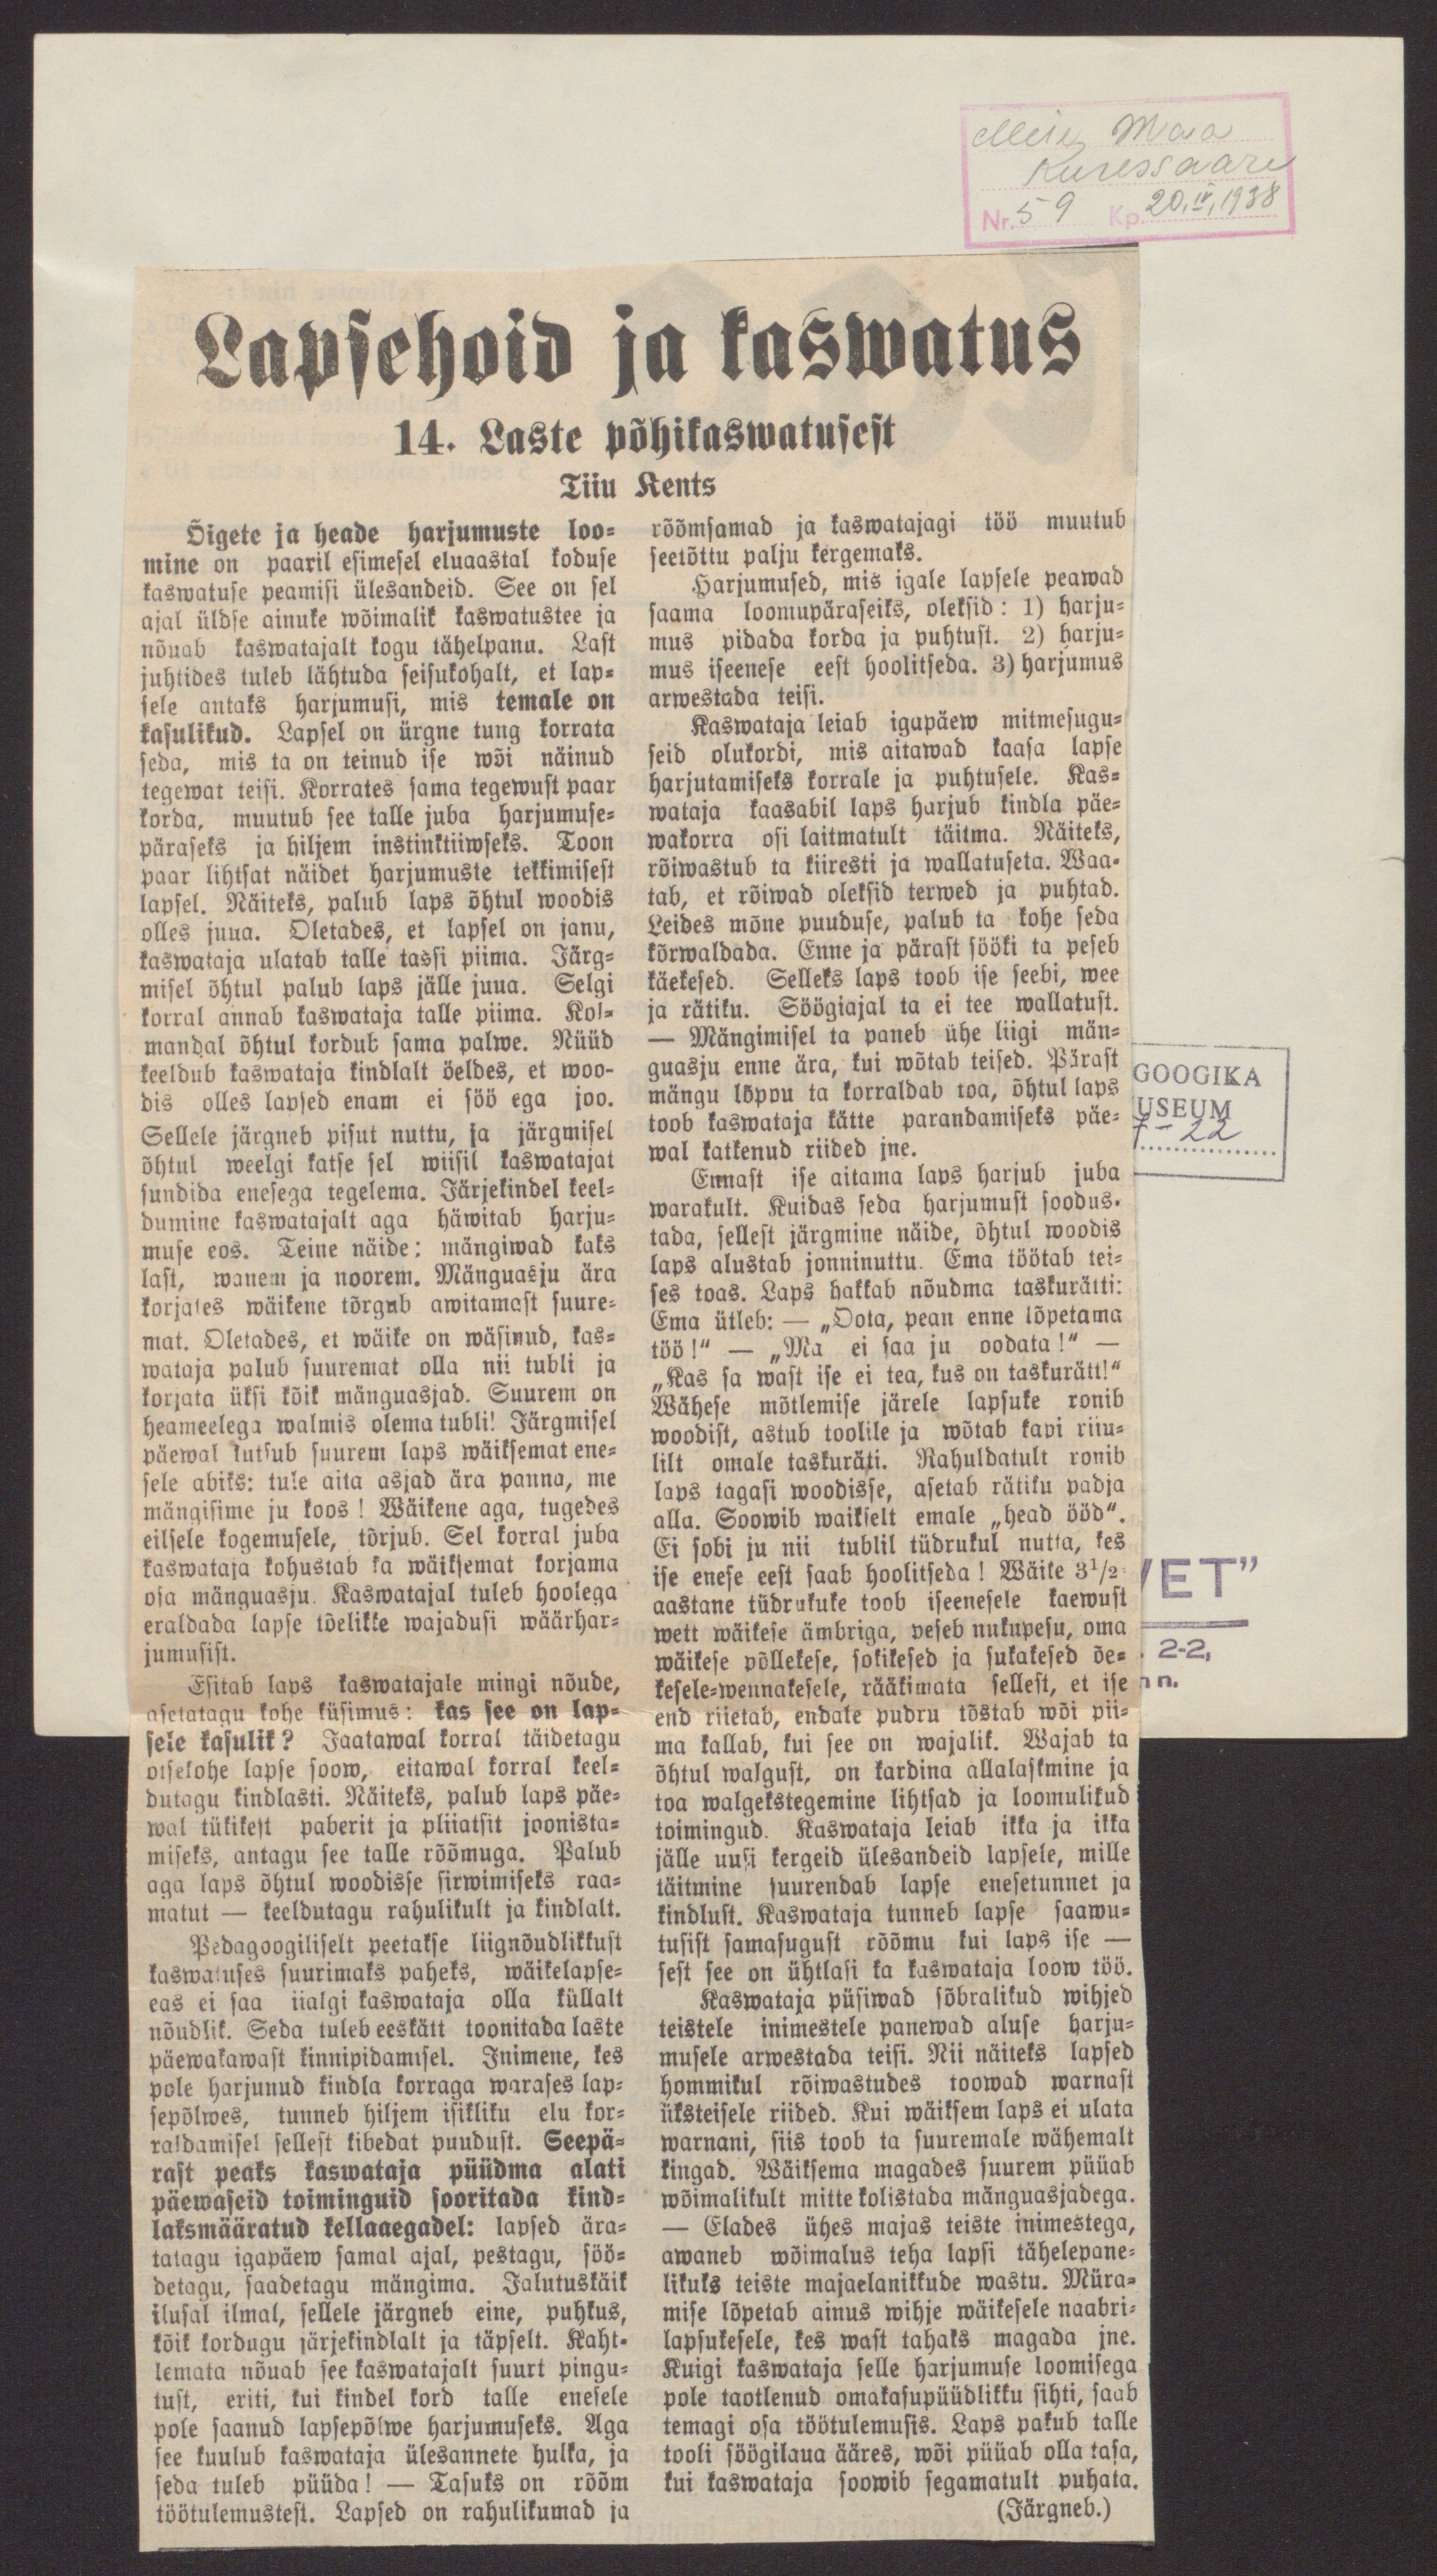 Meie Maa
Kuressaare
Nr. 59 Kp. 20.IV.1938
Lapsehoid ja kaswatus
14. Laste põhikaswatusest
Tiiu Kents
Õigete ja heade harjumuste loo-
mine on paaril esimesel eluaastal koduse
kaswatuse peamisi ülesandeid. See on sel
ajal üldse ainuke wõimalik kaswatustee ja
nõuab kaswatajalt kogu tähelpanu. Last
juhtides tuleb lähtuda seisukohalt, et lap-
sele antaks harjumusi, mis temale on
kasulikud. Lapsel on ürgne tung korrata
seda, mis ta on teinud ise wõi näinud
tegewat teisi. Korrates sama tegewust paar
korda, muutub see talle juba harjumuse-
päraseks ja hiljem instinktiiwseks. Toon
paar lihtsat näidet harjumuste tekkimisest
lapsel. Näiteks, palub laps õhtul woodis
olles juua. Oletades, et lapsel on janu,
kaswataja ulatab talle tassi piima. Järg-
misel õhtul palub laps jälle juua. Selgi
korral annab kaswataja talle piima. Kol-
mandal õhtul kordub sama palwe. Nüüd
keeldub kaswataja kindlalt öeldes, et woo-
dis olles lapsed enam ei söö ega joo.
Sellele järgneb pisut nuttu, ja järgmisel
õhtul weelgi katse sel wiisil kaswatajat
sundida enesega tegelema. Järjekindel keel-
dumine kaswatajalt aga häwitab harju-
muse eos. Teine näide: mängiwad kaks
last, wanem ja noorem. Mänguasju ära
korjates wäikene tõrgub awitamast suure-
mat. Oletades, et wäike on wäsinud, kas-
wataja palub suuremat olla nii tubli ja
korjata üksi kõik mänguasjad. Suurem on
heameelega walmis olema tubli! Järgmisel
päewal kutsub suurem laps wäiksemat ene-
sele abiks: tule aita asjad ära panna, me
mängisime ju koos! Wäikene aga, tugedes
eilsele kogemusele, tõrjub. Sel korral juba
kaswataja kohustab ka wäiksemat korjama
osa mänguasju. Kaswatajal tuleb hoolega
eraldada lapse tõelikke wajadusi wäärhar-
jumusist.
Esitab laps kaswatajale mingi nõude,
asetatagu kohe küsimus: kas see on lap-
sele kasulik? Jaatawal korral täidetagu
otsekohe lapse soow, eitawal korral keel-
dutagu kindlasti. Näiteks, palub laps päe-
wal tükikest paberit ja pliiatsit joonista-
miseks, antagu see talle rõõmuga. Palub
aga laps õhtul woodisse sirwimiseks raa-
matut — keeldutagu rahulikult ja kindlalt.
Pedagoogiliselt peetakse liignõudlikkust
kaswatuses suurimaks paheks, wäikelapse-
eas ei saa iialgi kaswataja olla küllalt
nõudlik. Seda tuleb eeskätt toonitada laste
päewakawast kinnipidamisel. Inimene, kes
pole harjunud kindla korraga warases lap-
sepõlwes, tunneb hiljem isikliku elu kor-
raldamisel sellest kibedat puudust. Seepä-
rast peaks kaswataja püüdma alati
päewaseid toiminguid sooritada kind-
laksmääratud kellaaegadel: lapsed ära-
tatagu igapäew samal ajal, pestagu, söö-
detagu, saadetagu mängima. Jalutuskäik
ilusal ilmal, sellele järgneb eine, puhkus,
kõik kordugu järjekindlalt ja täpselt. Kaht-
lemata nõuab see kaswatajalt suurt pingu-
tust, eriti, kui kindel kord talle enesele
pole saanud lapsepõlwe harjumuseks. Aga
see kuulub kaswataja ülesannete hulka, ja
seda tuleb püüda! — Tasuks on rõõm
töötulemustest. Lapsed on rahulikumad ja
rõõmsamad ja kaswatajagi töö muutub
seetõttu palju kergemaks.
Harjumused, mis igale lapsele peawad
saama loomupäraseiks, oleksid: 1) harju-
mus pidada korda ja puhtust. 2) harju-
mus iseenese eest hoolitseda. 3) harjumus
arwestada teisi.
Kaswataja leiab igapäew mitmesugu-
seid olukordi, mis aitawad kaasa lapse
harjutamiseks korrale ja puhtusele. Kas-
wataja kaasabil laps harjub kindla päe-
wakorra osi laitmatult täitma. Näiteks,
rõiwastub ta kiiresti ja wallatuseta. Waa-
tab, et rõiwad oleksid terwed ja puhtad.
Leides mõne puuduse, palub ta kohe seda
kõrwaldada. Enne ja pärast sööki ta peseb
käekesed. Selleks laps toob ise seebi, wee
ja rätiku. Söögiajal ta ei tee wallatust.
— Mängimisel ta paneb ühe liigi män-
guasju enne ära, kui wõtab teised. Pärast
mängu lõppu ta korraldab toa, õhtul laps
toob kaswataja kätte parandamiseks päe-
wal katkenud riided jne.
Ennast ise aitama laps harjub juba
warakult. Kuidas seda harjumust soodus-
tada, sellest järgmine näide, õhtul woodis
laps alustab jonninuttu. Ema töötab tei-
ses toas. Laps hakkab nõudma taskurätti:
Ema ütleb: — „Oota, pean enne lõpetama
töö!“ — „Ma ei saa ju oodata!“ —
„Kas sa wast ise ei tea, kus on taskurätt!“
Wähese mõtlemise järele lapsuke ronib
woodist, astub toolile ja wõtab kapi riiu-
lilt omale taskuräti. Rahuldatult ronib
laps tagasi woodisse, asetab rätiku padja
alla. Soowib waikselt emale „head ööd“.
Ei sobi ju nii tublil tüdrukul nutta, kes
ise enese eest saab hoolitseda! Wäike 3¹/₂-
aastane tüdrukuke toob iseenesele kaewust
wett wäikese ämbriga, peseb nukupesu, oma
wäikese põllekese, sokikesed ja sukakesed õe-
kesele-wennakesele, rääkimata sellest, et ise
end riietab, endale pudru tõstab wõi pii-
ma kallab, kui see on wajalik. Wajab ta
õhtul walgust, on kardina allalaskmine ja
toa walgekstegemine lihtsad ja loomulikud
toimingud. Kaswataja leiab ikka ja ikka
jälle uusi kergeid ülesandeid lapsele, mille
täitmine suurendab lapse enesetunnet ja
kindlust. Kaswataja tunneb lapse saawu-
tusist samasugust rõõmu kui laps ise —
sest see on ühtlasi ka kaswataja loow töö.
Kaswataja püsiwad sõbralikud wihjed
teistele inimestele panewad aluse harju-
musele arwestada teisi. Nii näiteks lapsed
hommikul rõiwastudes toowad warnast
üksteisele riided. Kui wäiksem laps ei ulata
warnani, siis toob ta suuremale wähemalt
kingad. Wäiksema magades suurem püüab
wõimalikult mitte kolistada mänguasjadega.
— Elades ühes majas teiste inimestega,
awaneb wõimalus teha lapsi tähelepane-
likuks teiste majaelanikkude wastu. Müra-
mise lõpetab ainus wihje wäikesele naabri-
lapsukesele, kes wast tahaks magada jne.
Kuigi kaswataja selle harjumuse loomisega
pole taotlenud omakasupüüdlikku sihti, saab
temagi osa töötulemusis. Laps pakub talle
tooli söögilaua ääres, wõi püüab olla tasa,
kui kaswataja soowib segamatult puhata.
(Järgneb.)
GOOGIKA
USEUM
7-22
VET”
2-2,
n.